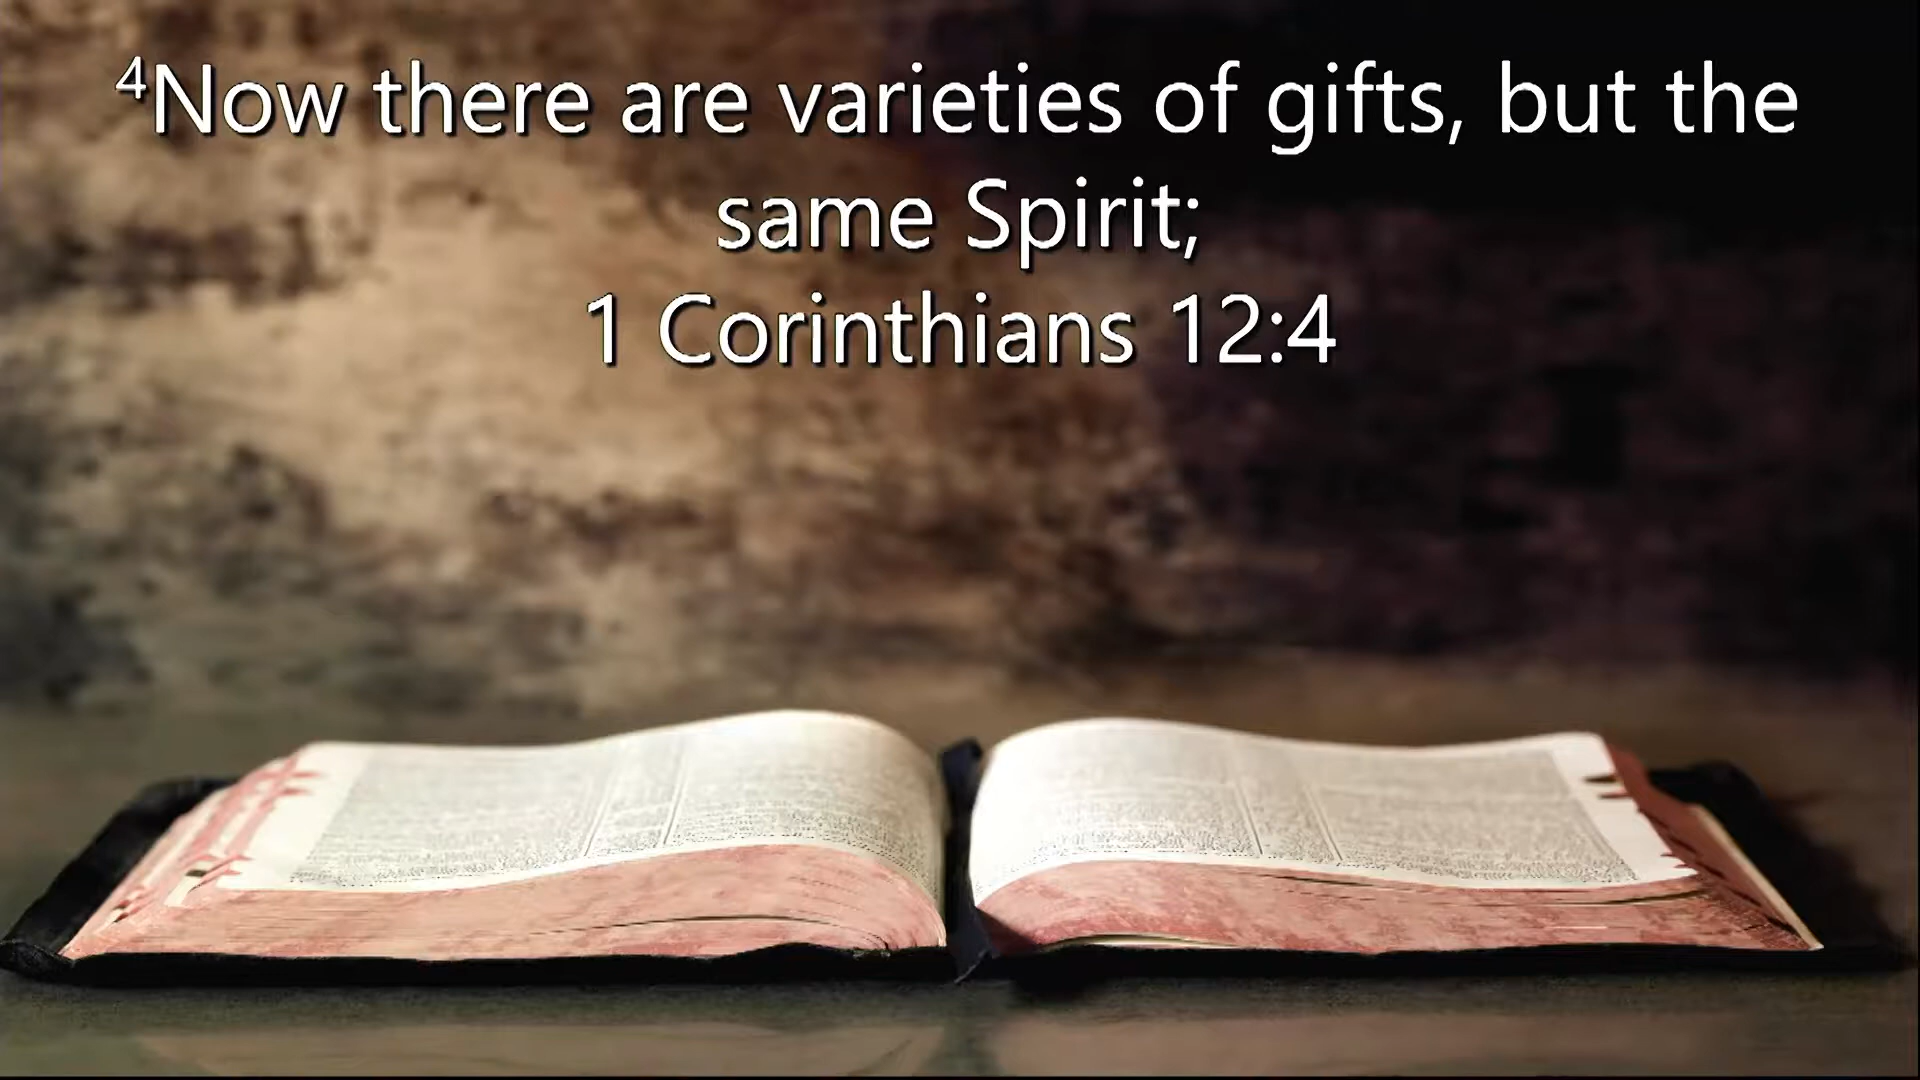 ⁴Now there are varieties of gifts, but the
same Spirit;
1 Corinthians 12:4